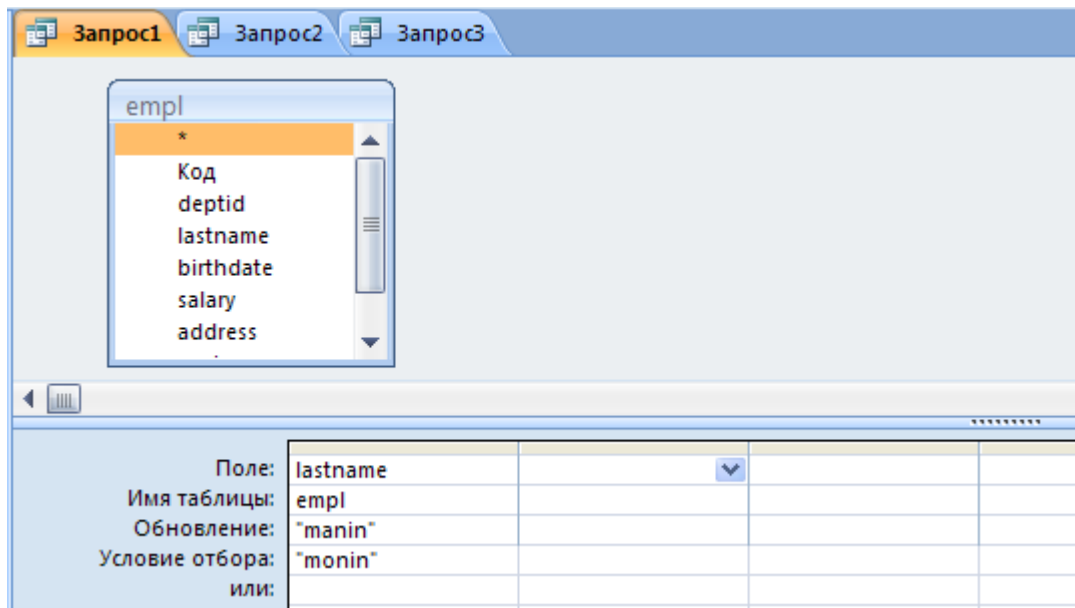 Запрос1 Запрос2 Запрос3
empl
*
Код
deptid
lastname
birthdate
salary
address
Поле: lastname
Имя таблицы: empl
Обновление: "manin"
Условие отбора: "monin"
или: